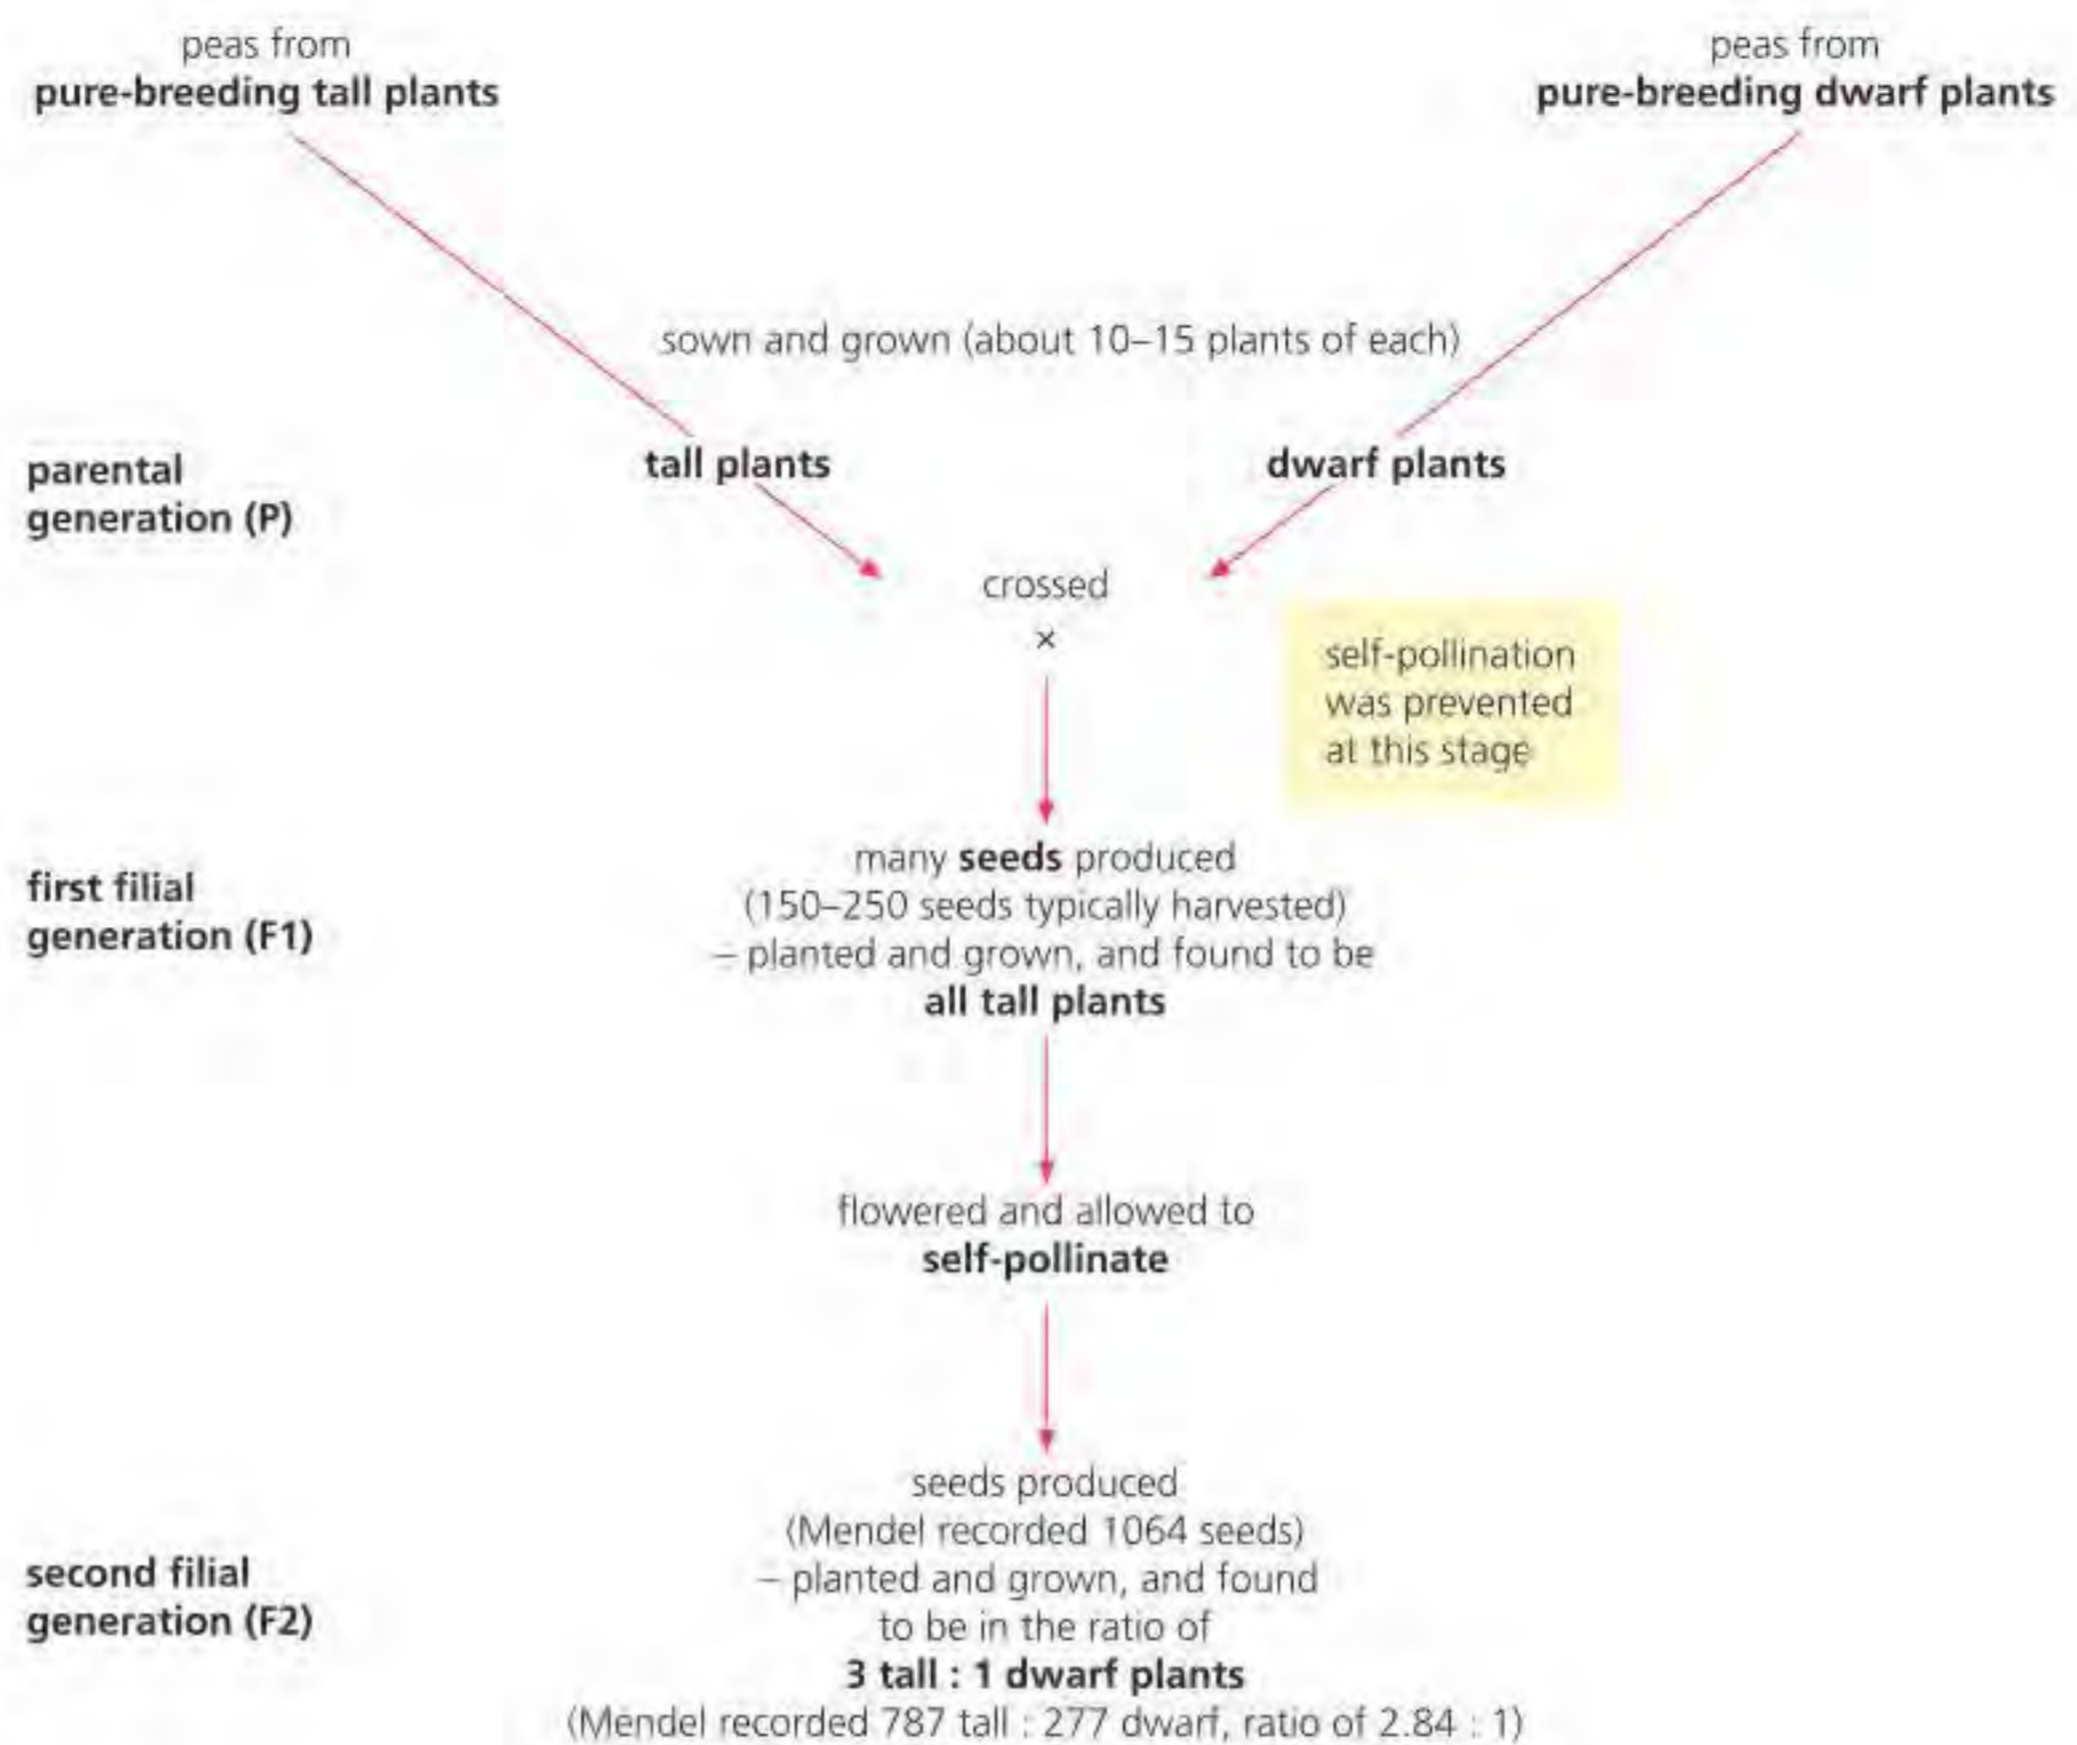 peas from
pure-breeding tall plants
peas from
pure-breeding dwarf plants
sown and grown (about 10–15 plants of each)
parental
generation (P)
tall plants
dwarf plants
crossed
×
self-pollination
was prevented
at this stage
first filial
generation (F1)
many seeds produced
(150–250 seeds typically harvested)
– planted and grown, and found to be
all tall plants
flowered and allowed to
self-pollinate
second filial
generation (F2)
seeds produced
(Mendel recorded 1064 seeds)
– planted and grown, and found
to be in the ratio of
3 tall : 1 dwarf plants
(Mendel recorded 787 tall : 277 dwarf, ratio of 2.84 : 1)